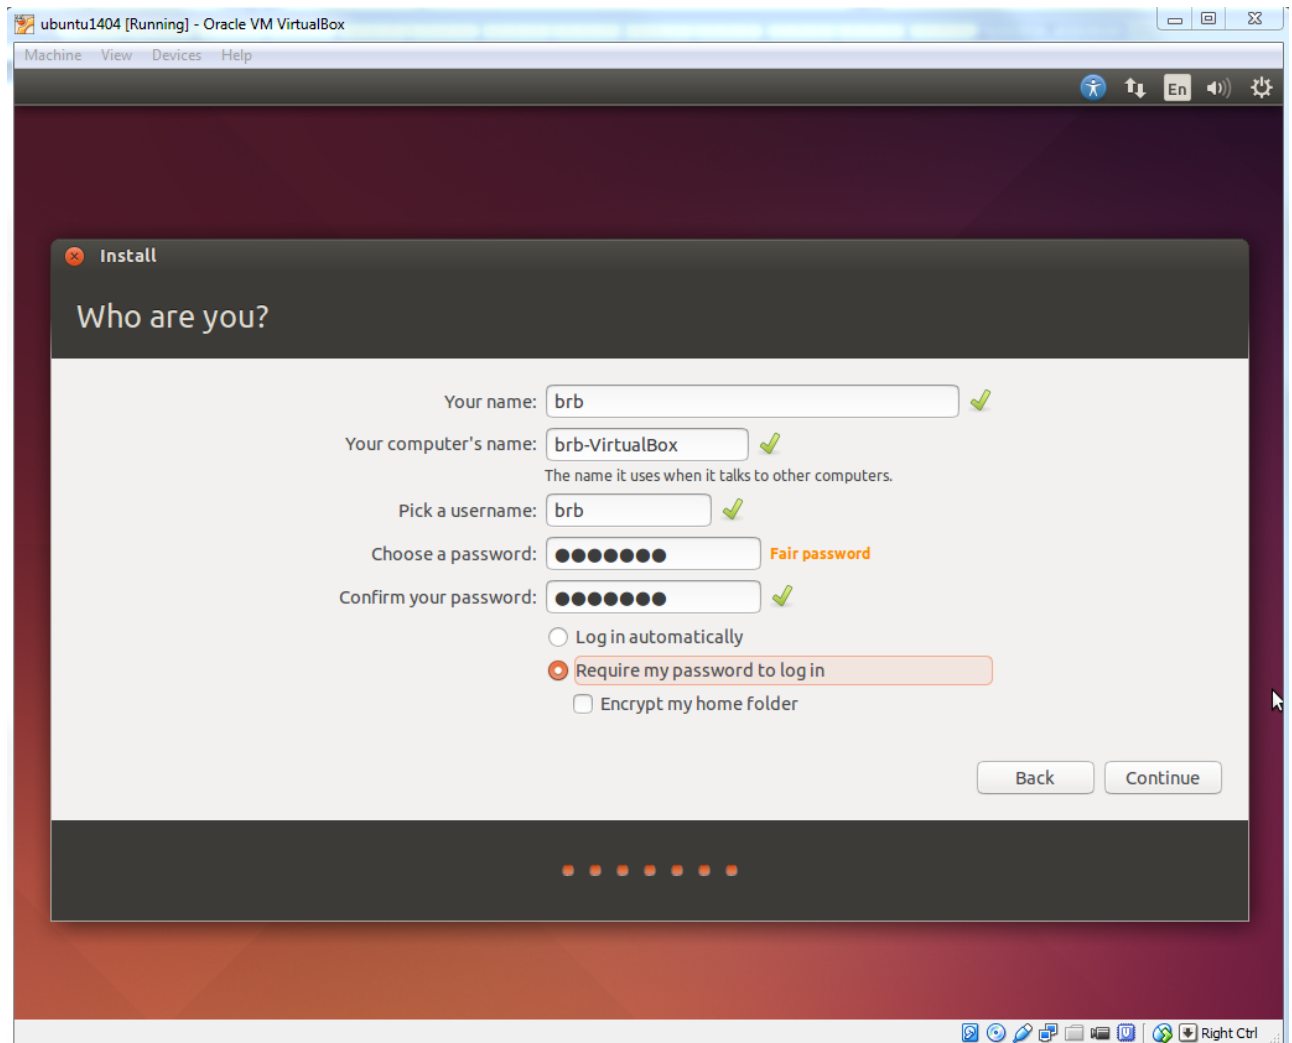 ubuntu1404 [Running] - Oracle VM VirtualBox
Machine View Devices Help
En
Install
Who are you?
Your name: brb
Your computer's name: brb-VirtualBox
The name it uses when it talks to other computers.
Pick a username: brb
Choose a password: ●●●●●●● Fair password
Confirm your password: ●●●●●●●
Log in automatically
Require my password to log in
Encrypt my home folder
Back Continue
Right Ctrl